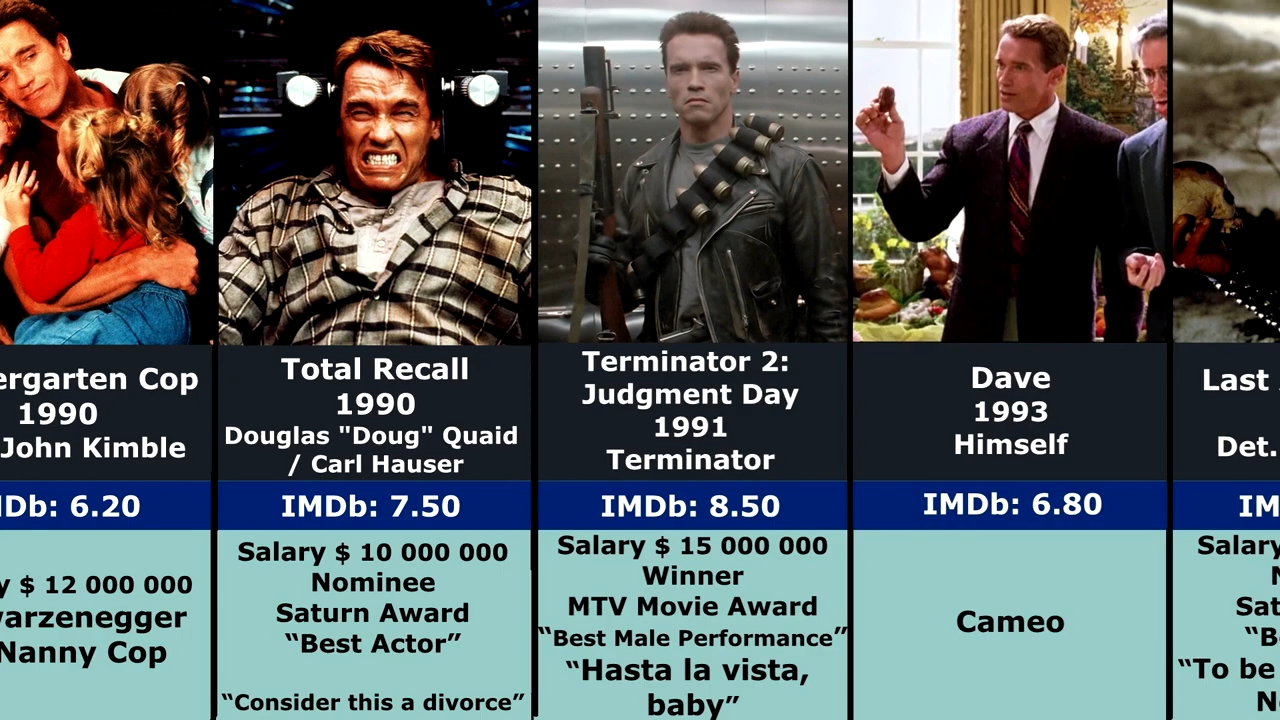 ergarten Cop
1990
John Kimble
IMDb: 6.20
y $ 12 000 000
warzenegger
Nanny Cop
Total Recall
1990
Douglas "Doug" Quaid
/ Carl Hauser
IMDb: 7.50
Salary $ 10 000 000
Nominee
Saturn Award
“Best Actor”
“Consider this a divorce”
Terminator 2:
Judgment Day
1991
Terminator
IMDb: 8.50
Salary $ 15 000 000
Winner
MTV Movie Award
“Best Male Performance”
“Hasta la vista,
baby”
Dave
1993
Himself
IMDb: 6.80
Cameo
Last
Det.
IM
Salary
Sat
“B
“To be